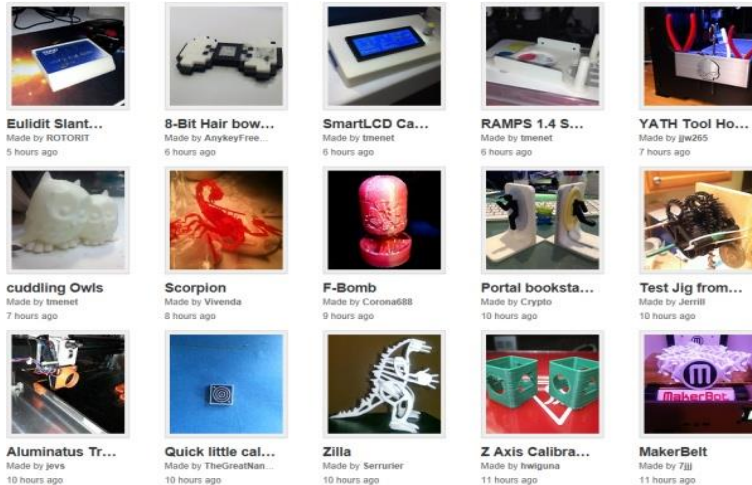 Eulidit Slant...
Made by ROTORIT
5 hours ago
8-Bit Hair bow...
Made by AnykeyFree...
6 hours ago
SmartLCD Ca...
Made by tmenet
6 hours ago
RAMPS 1.4 S...
Made by tmenet
6 hours ago
YATH Tool Ho...
Made by jjw265
7 hours ago
cuddling Owls
Made by tmenet
7 hours ago
Scorpion
Made by Vivenda
8 hours ago
F-Bomb
Made by Corona688
9 hours ago
Portal booksta...
Made by Crypto
10 hours ago
Test Jig from...
Made by Jerrill
10 hours ago
Aluminatus Tr...
Made by jevs
10 hours ago
Quick little cal...
Made by TheGreatNan...
10 hours ago
Zilla
Made by Serrurier
10 hours ago
Z Axis Calibra...
Made by hwiguna
11 hours ago
M
MakerBot
MakerBelt
Made by 7jjj
11 hours ago